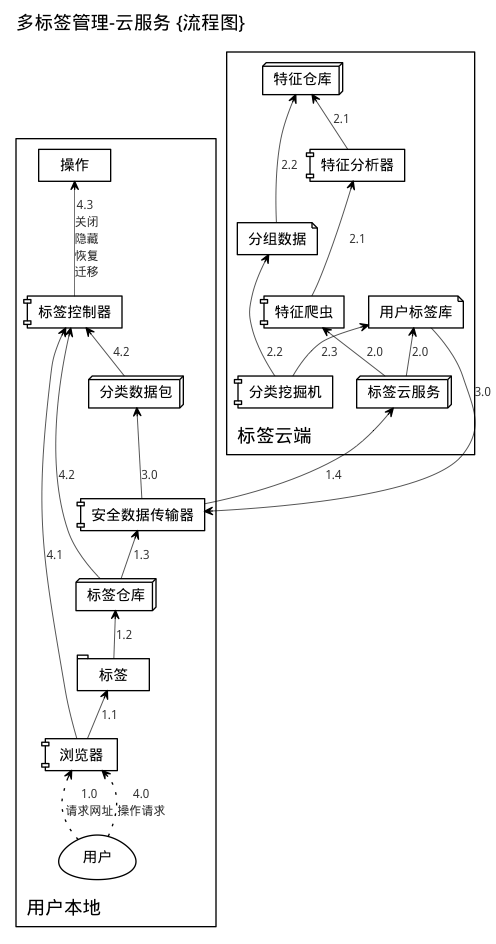 多标签管理-云服务 {流程图}
特征仓库
2.1
操作
特征分析器
2.2
4.3
关闭
隐藏
恢复
迁移
分组数据
2.1
标签控制器
特征爬虫
用户标签库
4.2
2.2
2.3
2.0
2.0
分类数据包
分类挖掘机
标签云服务
3.0
标签云端
4.2
3.0
1.4
安全数据传输器
4.1
1.3
标签仓库
1.2
标签
1.1
浏览器
1.0
请求网址
4.0
操作请求
用户
用户本地